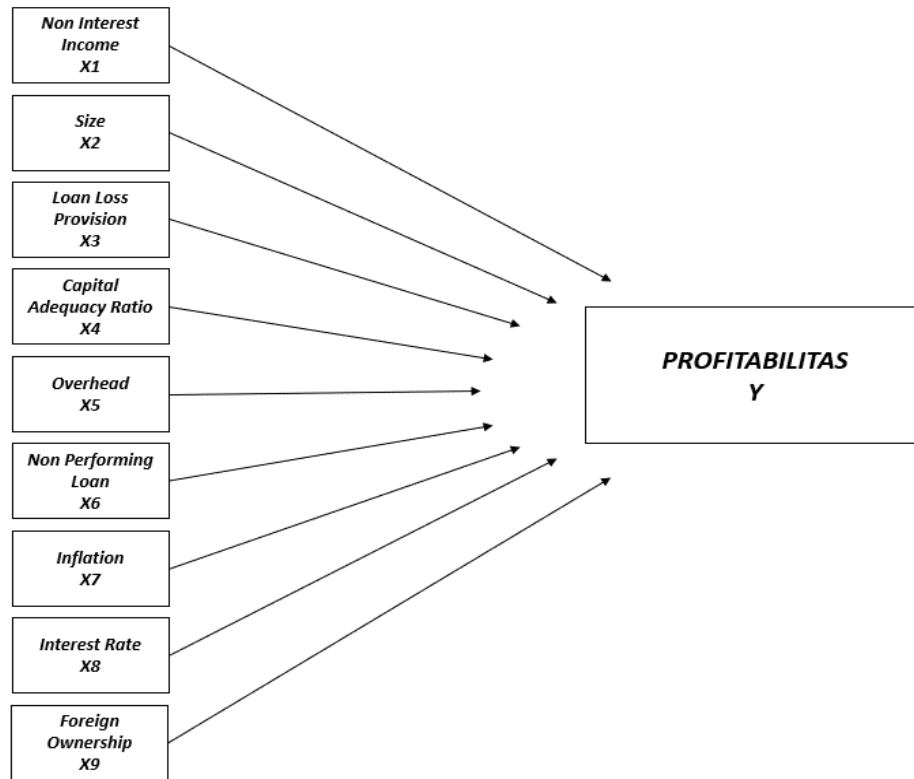 Non Interest
Income
X1
Size
X2
Loan Loss
Provision
X3
Capital
Adequacy Ratio
X4
Overhead
X5
Non Performing
Loan
X6
Inflation
X7
Interest Rate
X8
Foreign
Ownership
X9
PROFITABILITAS
Y